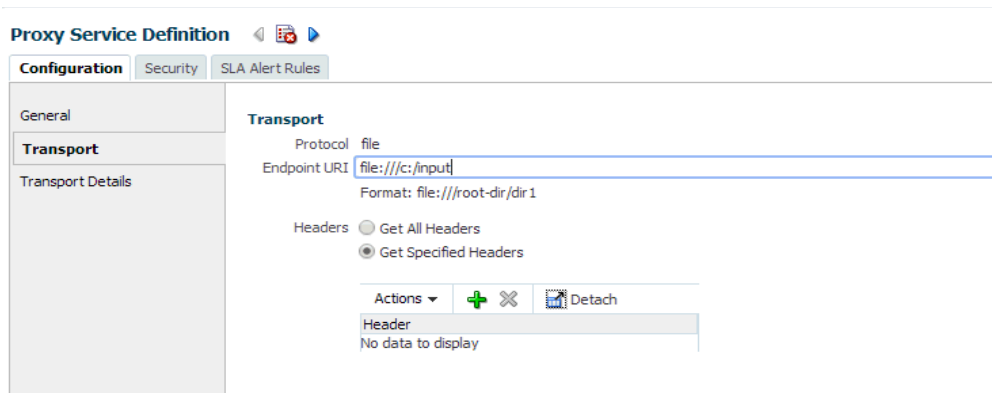 Proxy Service Definition
Configuration Security SLA Alert Rules
General
Transport
Transport Details
Transport
Protocol file
Endpoint URI file:///c:/input
Format: file:///root-dir/dir1
Headers Get All Headers
Get Specified Headers
Actions Detach
Header
No data to display